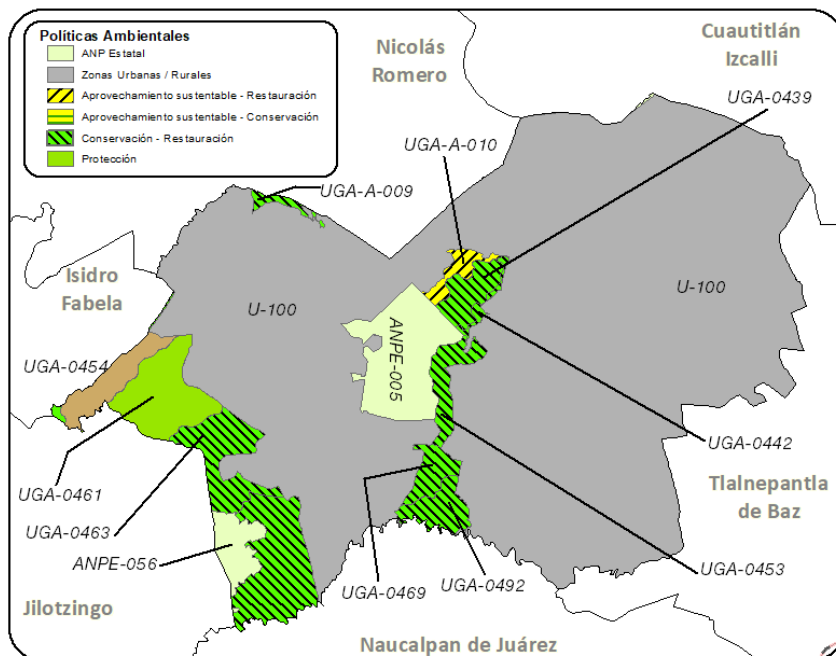 Políticas Ambientales
ANP Estatal
Zonas Urbanas / Rurales
Aprovechamiento sustentable - Restauración
Aprovechamiento sustentable - Conservación
Conservación - Restauración
Protección
Nicolás
Romero
Cuautitlán
Izcalli
UGA-0439
UGA-A-010
UGA-A-009
Isidro
Fabela
U-100
U-100
ANPE-005
UGA-0454
UGA-0442
UGA-0461
Tlalnepantla
de Baz
UGA-0463
ANPE-056
UGA-0469
UGA-0492
UGA-0453
Jilotzingo
Naucalpan de Juárez